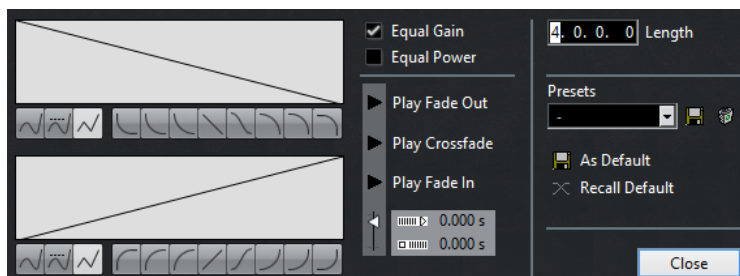 Equal Gain
Equal Power
4. 0. 0. 0 Length
Presets
-
Play Fade Out
Play Crossfade
Play Fade In
As Default
Recall Default
0.000 s
0.000 s
Close